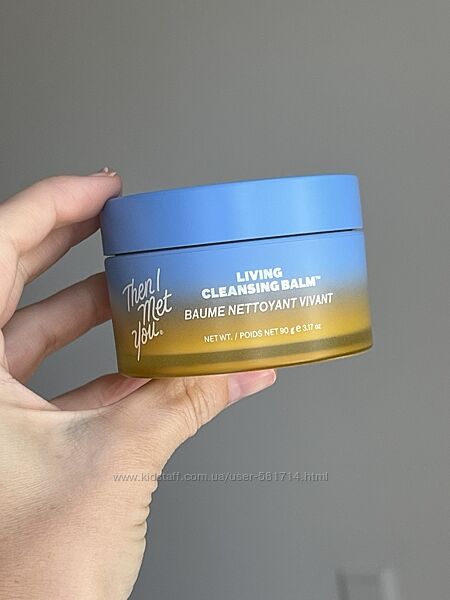 Then I
Met
You®
LIVING
CLEANSING BALM™
BAUME NETTOYANT VIVANT
NET WT. / POIDS NET 90 g e 3.17 oz
www.kidstaff.com.ua/user-581714.html